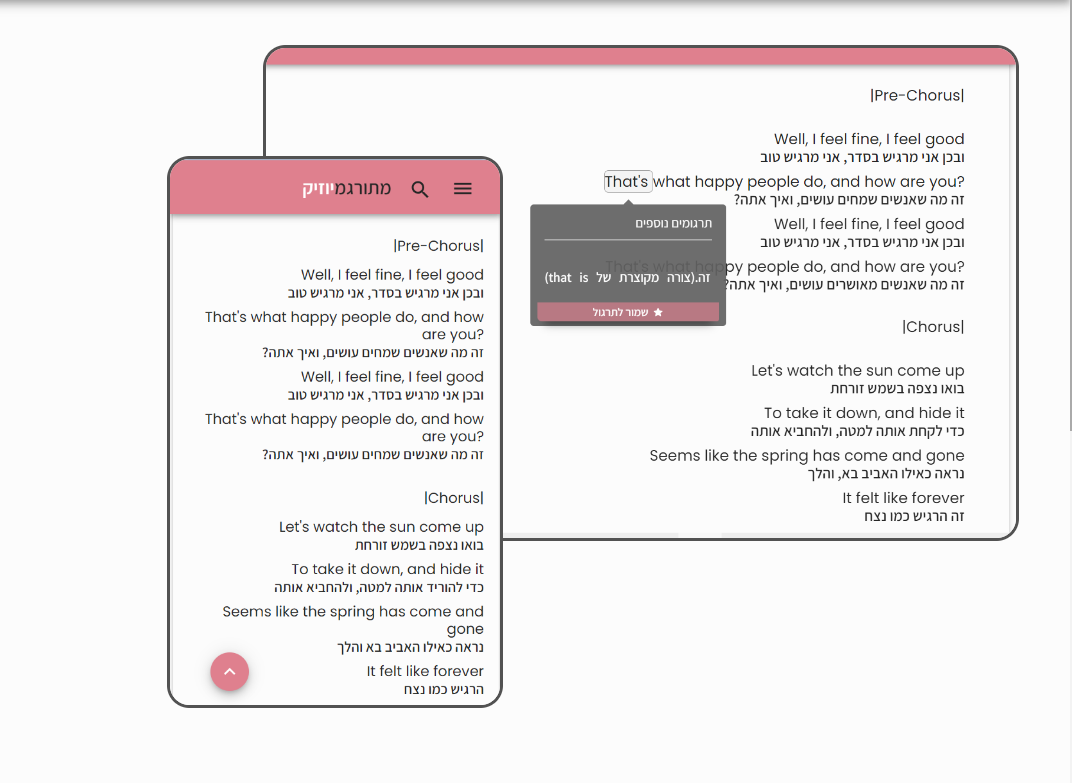 |Pre-Chorus|
Well, I feel fine, I feel good
ובכן אני מרגיש בסדר, אני מרגיש טוב
That's what happy people do, and how are you?
זה מה שאנשים שמחים עושים, ואיך אתה?
Well, I feel fine, I feel good
ובכן אני מרגיש בסדר, אני מרגיש טוב
That's what happy people do, and how are you?
זה מה שאנשים מאושרים עושים, ואיך אתה?
תרגומים נוספים
זה.(צורה מקוצרת של that is)
★ שמור לתרגול
|Chorus|
Let's watch the sun come up
בואו נצפה בשמש זורחת
To take it down, and hide it
כדי לקחת אותה למטה, ולהחביא אותה
Seems like the spring has come and gone
נראה כאילו האביב בא, והלך
It felt like forever
זה הרגיש כמו נצח
מתורגמיוזיק
|Pre-Chorus|
Well, I feel fine, I feel good
ובכן אני מרגיש בסדר, אני מרגיש טוב
That's what happy people do, and how
are you?
זה מה שאנשים שמחים עושים, ואיך אתה?
Well, I feel fine, I feel good
ובכן אני מרגיש בסדר, אני מרגיש טוב
That's what happy people do, and how
are you?
זה מה שאנשים שמחים עושים, ואיך אתה?
|Chorus|
Let's watch the sun come up
בואו נצפה בשמש זורחת
To take it down, and hide it
כדי להוריד אותה למטה, ולהחביא אותה
Seems like the spring has come and
gone
נראה כאילו האביב בא והלך
It felt like forever
הרגיש כמו נצח